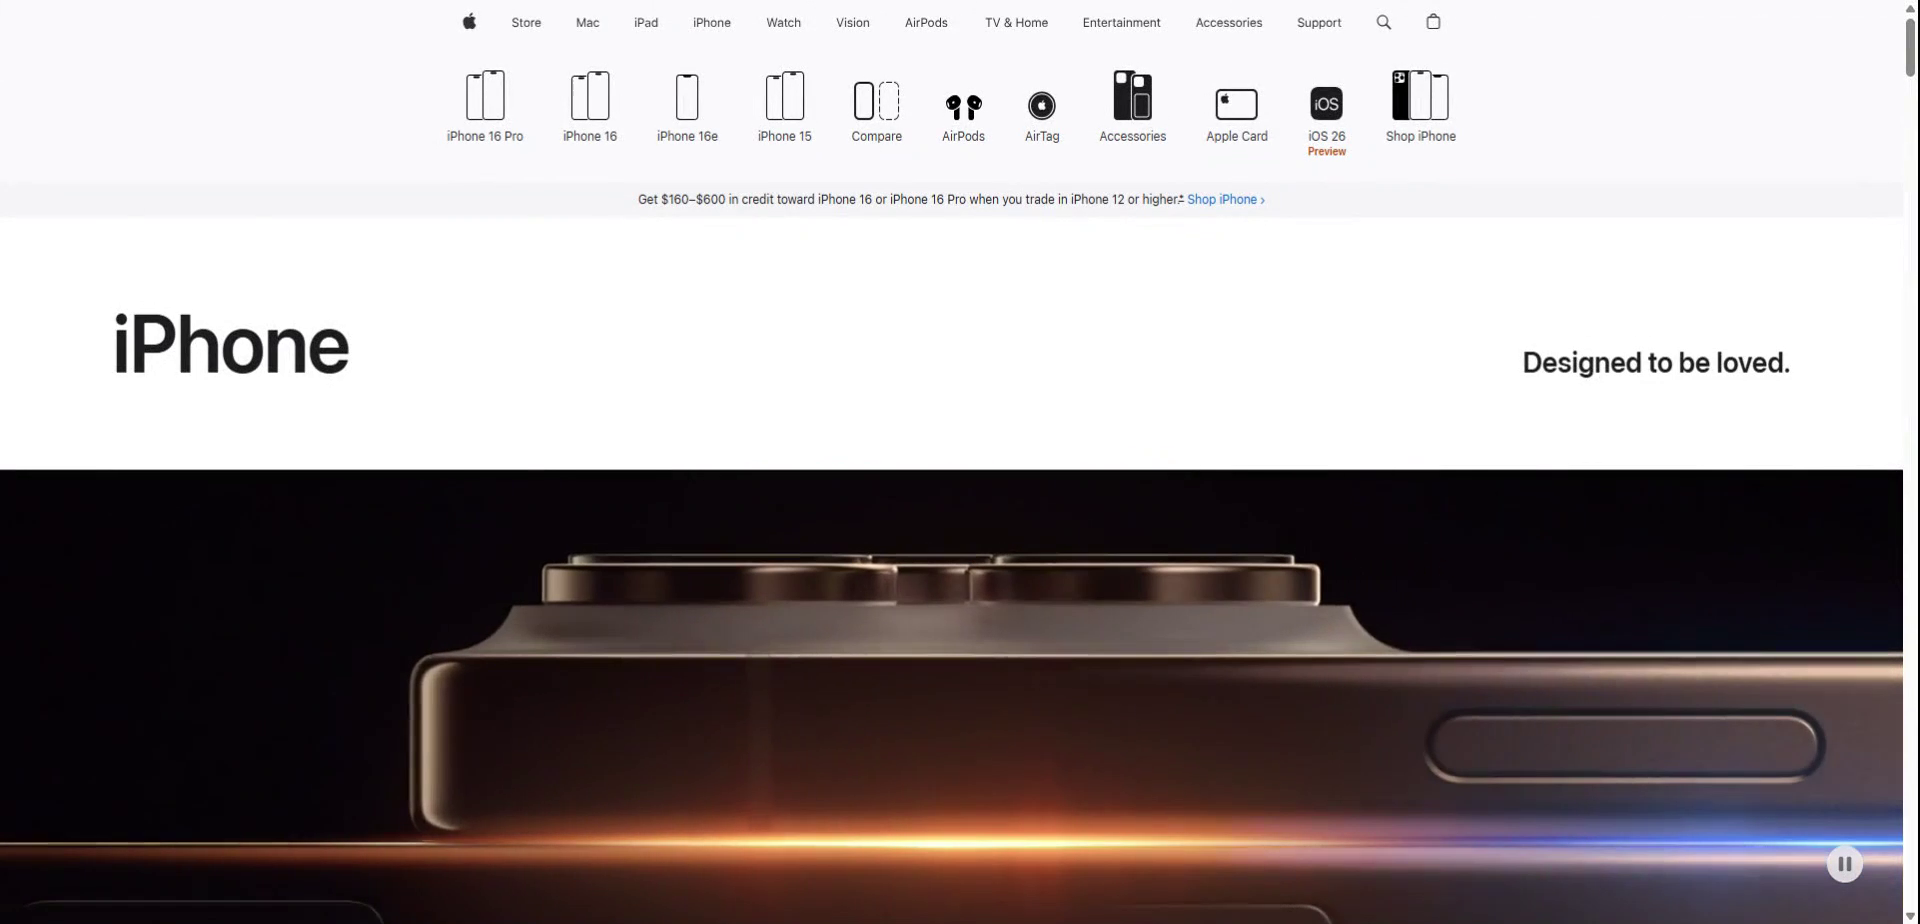 Store Mac iPad iPhone Watch Vision AirPods TV & Home Entertainment Accessories Support
iPhone 16 Pro iPhone 16 iPhone 16e iPhone 15 Compare AirPods AirTag Accessories Apple Card iOS iOS 26 Shop iPhone
Preview
Get $160–$600 in credit toward iPhone 16 or iPhone 16 Pro when you trade in iPhone 12 or higher.* Shop iPhone ›
iPhone
Designed to be loved.